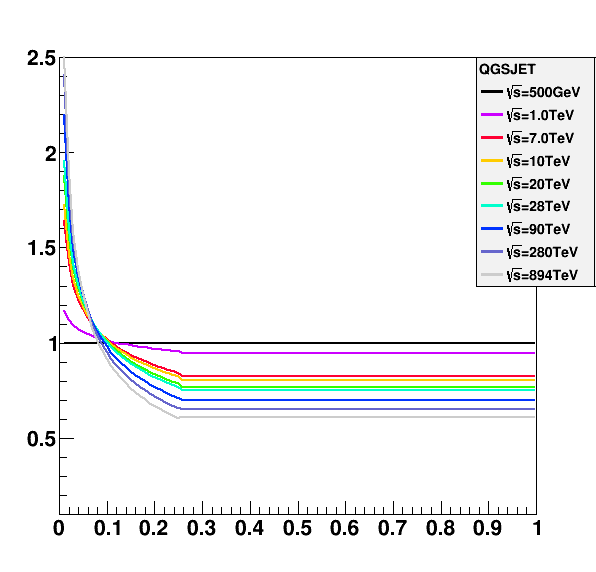 2.5
2
1.5
1
0.5
0 0.1 0.2 0.3 0.4 0.5 0.6 0.7 0.8 0.9 1
QGSJET
√s=500GeV
√s=1.0TeV
√s=7.0TeV
√s=10TeV
√s=20TeV
√s=28TeV
√s=90TeV
√s=280TeV
√s=894TeV